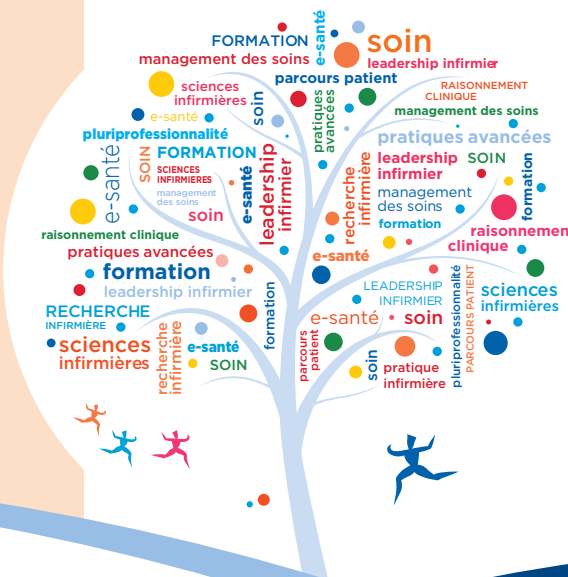 e-santé
soin
FORMATION
management des soins
leadership infirmier
parcours patient
sciences
infirmières
soin
pratiques
avancées
RAISONNEMENT
CLINIQUE
e-santé
management des soins
pluriprofessionnalité
pratiques avancées
e-santé
SOIN
FORMATION
SCIENCES
INFIRMIERES
management
des soins
soin
e-santé
leadership
infirmier
recherche
infirmière
leadership
infirmier
SOIN
management
des soins
formation
formation
raisonnement clinique
raisonnemen
clinique
pratiques avancées
e-santé
formation
leadership infirmier
formation
LEADERSHIP
INFIRMIER
pluriprofessionnalité
PARCOURS PATIENT
sciences
infirmières
RECHERCHE
INFIRMIÈRE
e-santé
soin
sciences
infirmières
recherche
infirmière
e-santé
SOIN
parcours
patient
soin
pratique
infirmière